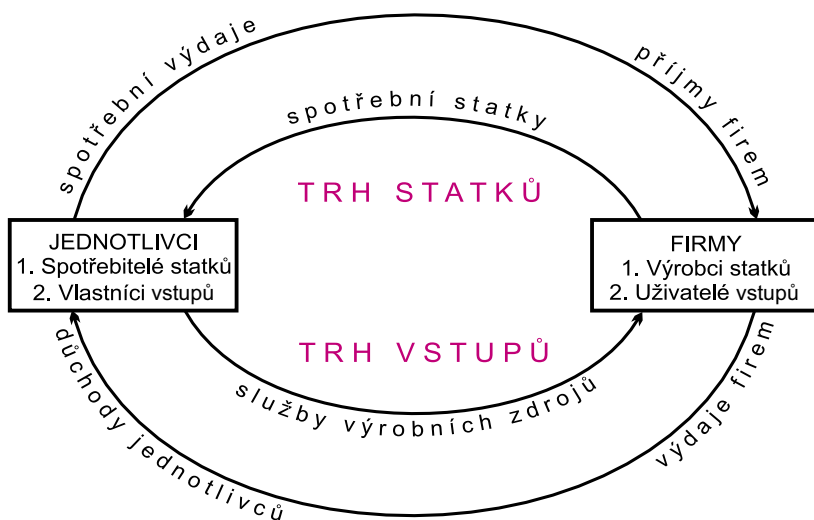 spotřební výdaje
příjmy firem
spotřební statky
TRH STATKŮ
JEDNOTLIVCI
1. Spotřebitelé statků
2. Vlastníci vstupů
FIRMY
1. Výrobci statků
2. Uživatelé vstupů
TRH VSTUPŮ
služby výrobních zdrojů
důchody jednotlivců
výdaje firem